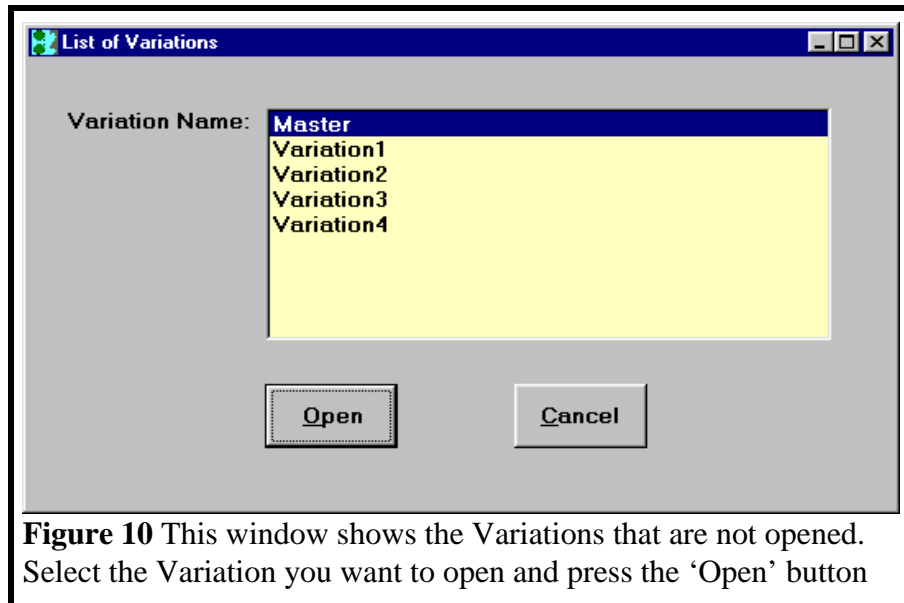 List of Variations
Variation Name:
Master
Variation1
Variation2
Variation3
Variation4
Open
Cancel
Figure 10 This window shows the Variations that are not opened.
Select the Variation you want to open and press the ‘Open’ button